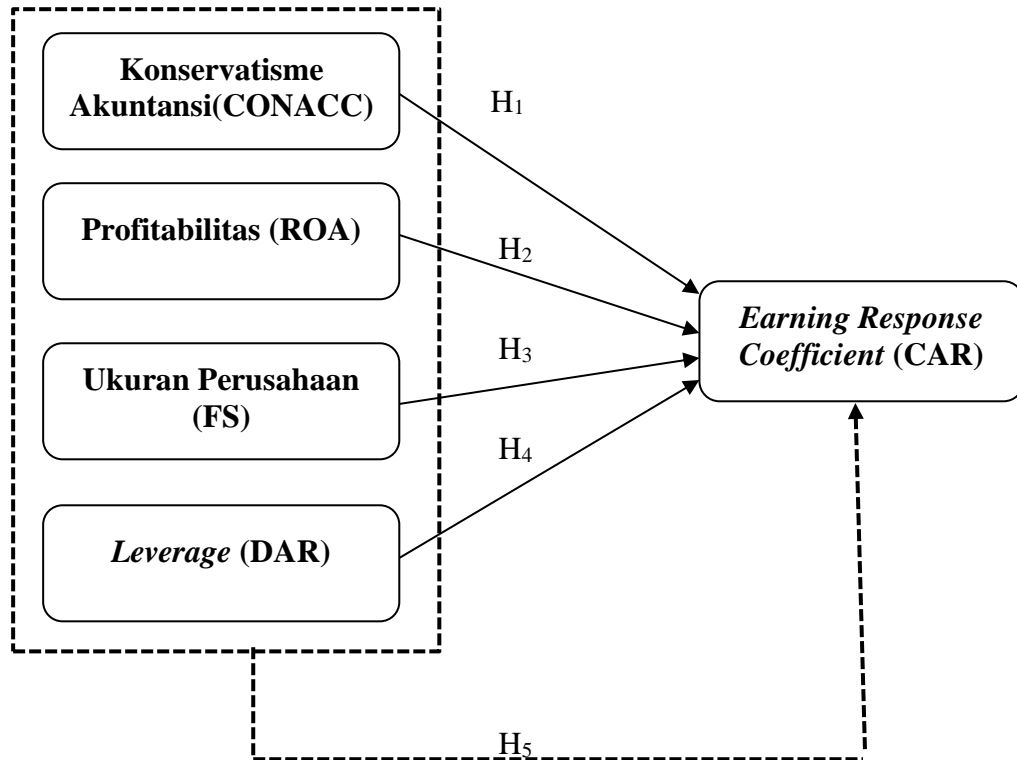 Konservatisme
Akuntansi(CONACC)
H1
Profitabilitas (ROA)
H2
Earning Response
Coefficient (CAR)
H3
Ukuran Perusahaan
(FS)
H4
Leverage (DAR)
H5